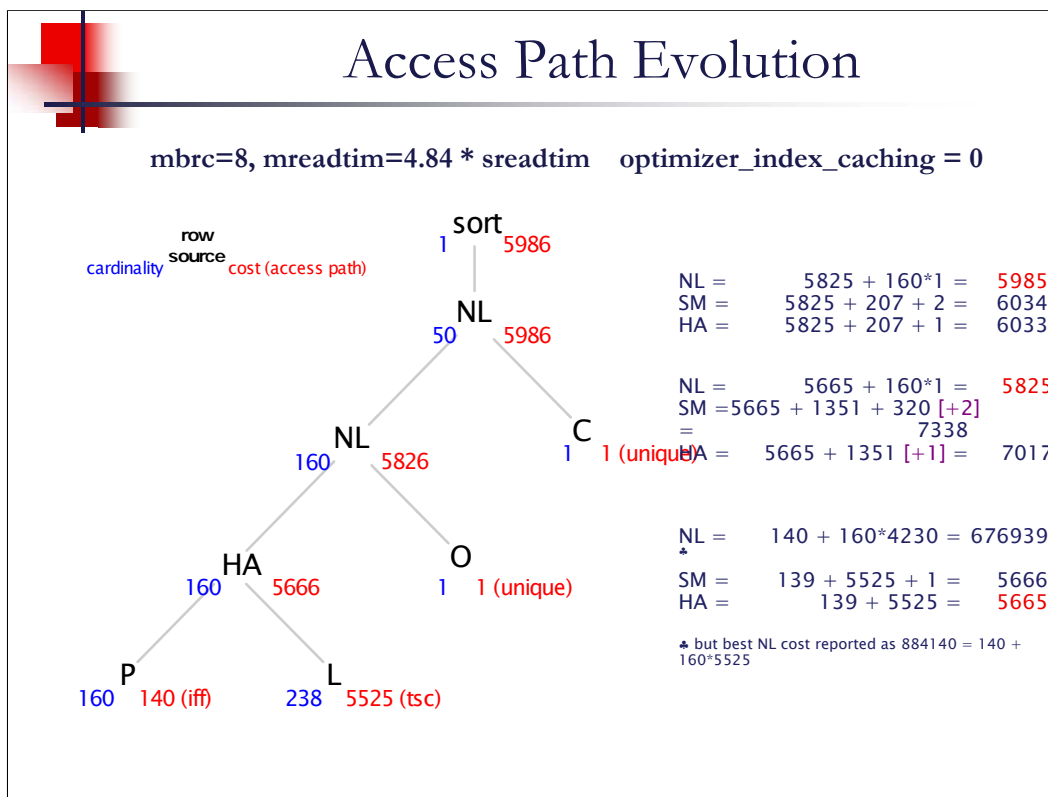 Access Path Evolution
mbrc=8, mreadtim=4.84 * sreadtim optimizer_index_caching = 0
row
source
cardinality
cost (access path)
sort
1 5986
NL
50 5986
NL
160 5826
C
1 1 (unique)
HA
160 5666
O
1 1 (unique)
P
160 140 (iff)
L
238 5525 (tsc)
NL = 5825 + 160*1 = 5985
SM = 5825 + 207 + 2 = 6034
HA = 5825 + 207 + 1 = 6033
NL = 5665 + 160*1 = 5825
SM =5665 + 1351 + 320 [+2]
= 7338
HA = 5665 + 1351 [+1] = 7017
NL = 140 + 160*4230 = 676939
♣
SM = 139 + 5525 + 1 = 5666
HA = 139 + 5525 = 5665
♣ but best NL cost reported as 884140 = 140 +
160*5525